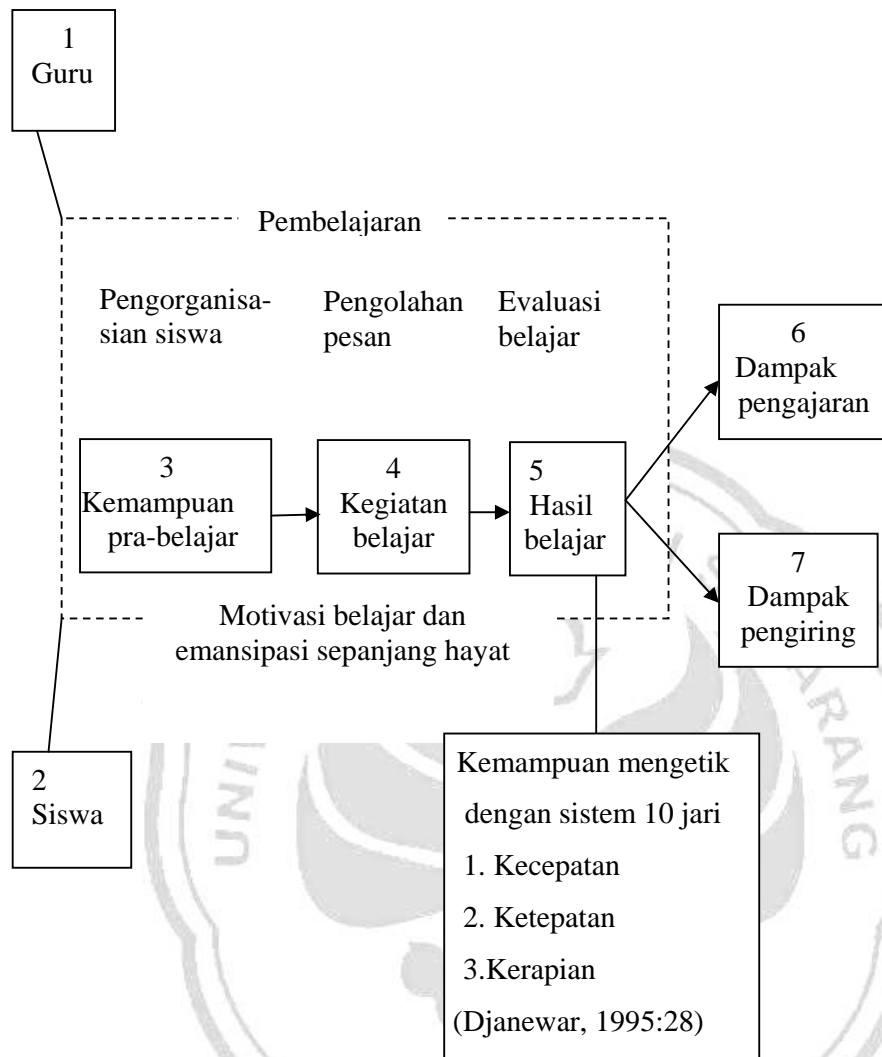 1
Guru
Pembelajaran
Pengorganisa-
sian siswa
Pengolahan
pesan
Evaluasi
belajar
6
Dampak
pengajaran
3
Kemampuan
pra-belajar
4
Kegiatan
belajar
5
Hasil
belajar
7
Dampak
pengiring
Motivasi belajar dan
emansipasi sepanjang hayat
2
Siswa
Kemampuan mengetik
dengan sistem 10 jari
1. Kecepatan
2. Ketepatan
3.Kerapian
(Djanewar, 1995:28)